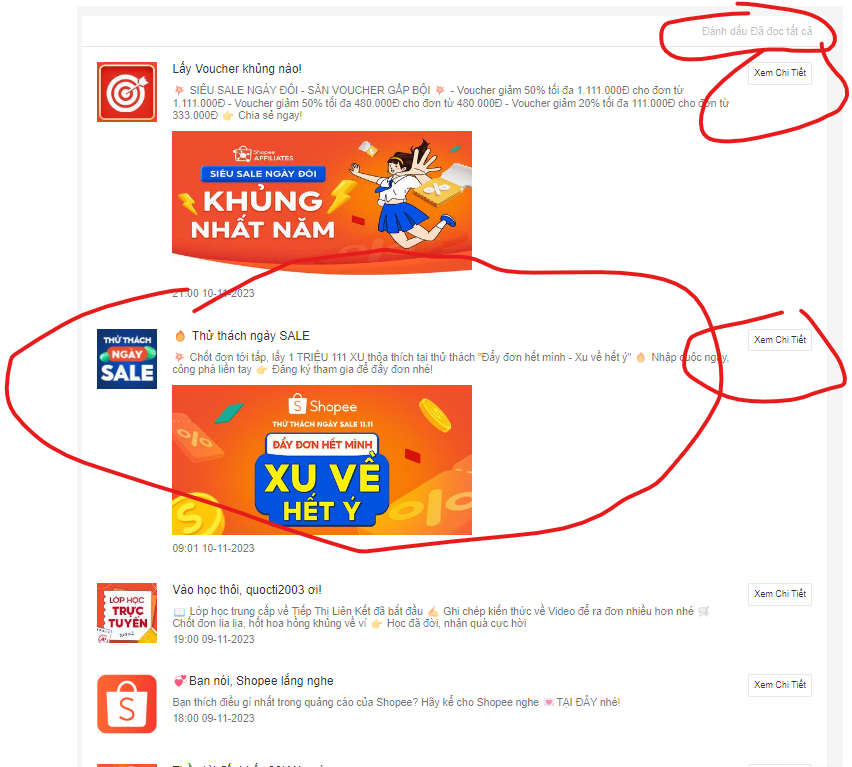 Đánh dấu Đã đọc tất cả
Lấy Voucher khủng nào!
Xem Chi Tiết
💥 SIÊU SALE NGÀY ĐÔI - SĂN VOUCHER GẤP BỘI 💥 - Voucher giảm 50% tối đa 1.111.000Đ cho đơn từ
1.111.000Đ - Voucher giảm 50% tối đa 480.000Đ cho đơn từ 480.000Đ - Voucher giảm 20% tối đa 111.000Đ cho đơn từ
333.000Đ 👉 Chia sẻ ngay!
Shopee
AFFILIATES
SIÊU SALE NGÀY ĐÔI
KHỦNG
NHẤT NĂM
21:00 10-11-2023
THỬ THÁCH
NGÀY
SALE
🔥 Thử thách ngày SALE
Xem Chi Tiết
💥 Chốt đơn tới tấp, lấy 1 TRIỆU 111 XU thỏa thích tại thử thách "Đẩy đơn hết mình - Xu về hết ý" 🔥 Nhập cuộc ngay,
công phá liền tay 👉 Đăng ký tham gia để đẩy đơn nhé!
Shopee
THỬ THÁCH NGÀY SALE 11.11
ĐẨY ĐƠN HẾT MÌNH
XU VỀ
HẾT Ý
09:01 10-11-2023
LỚP HỌC
TRỰC
TUYẾN
Vào học thôi, quocti2003 ơi!
Xem Chi Tiết
📖 Lớp học trung cấp về Tiếp Thị Liên Kết đã bắt đầu ✍🏻 Ghi chép kiến thức về Video để ra đơn nhiều hơn nhé 🛒
Chốt đơn lia lịa, hốt hoa hồng khủng về ví 👉 Học đã đời, nhận quà cực hời
19:00 09-11-2023
💞 Bạn nói, Shopee lắng nghe
Xem Chi Tiết
Bạn thích điều gì nhất trong quảng cáo của Shopee? Hãy kể cho Shopee nghe 💌 TẠI ĐÂY nhé!
18:00 09-11-2023